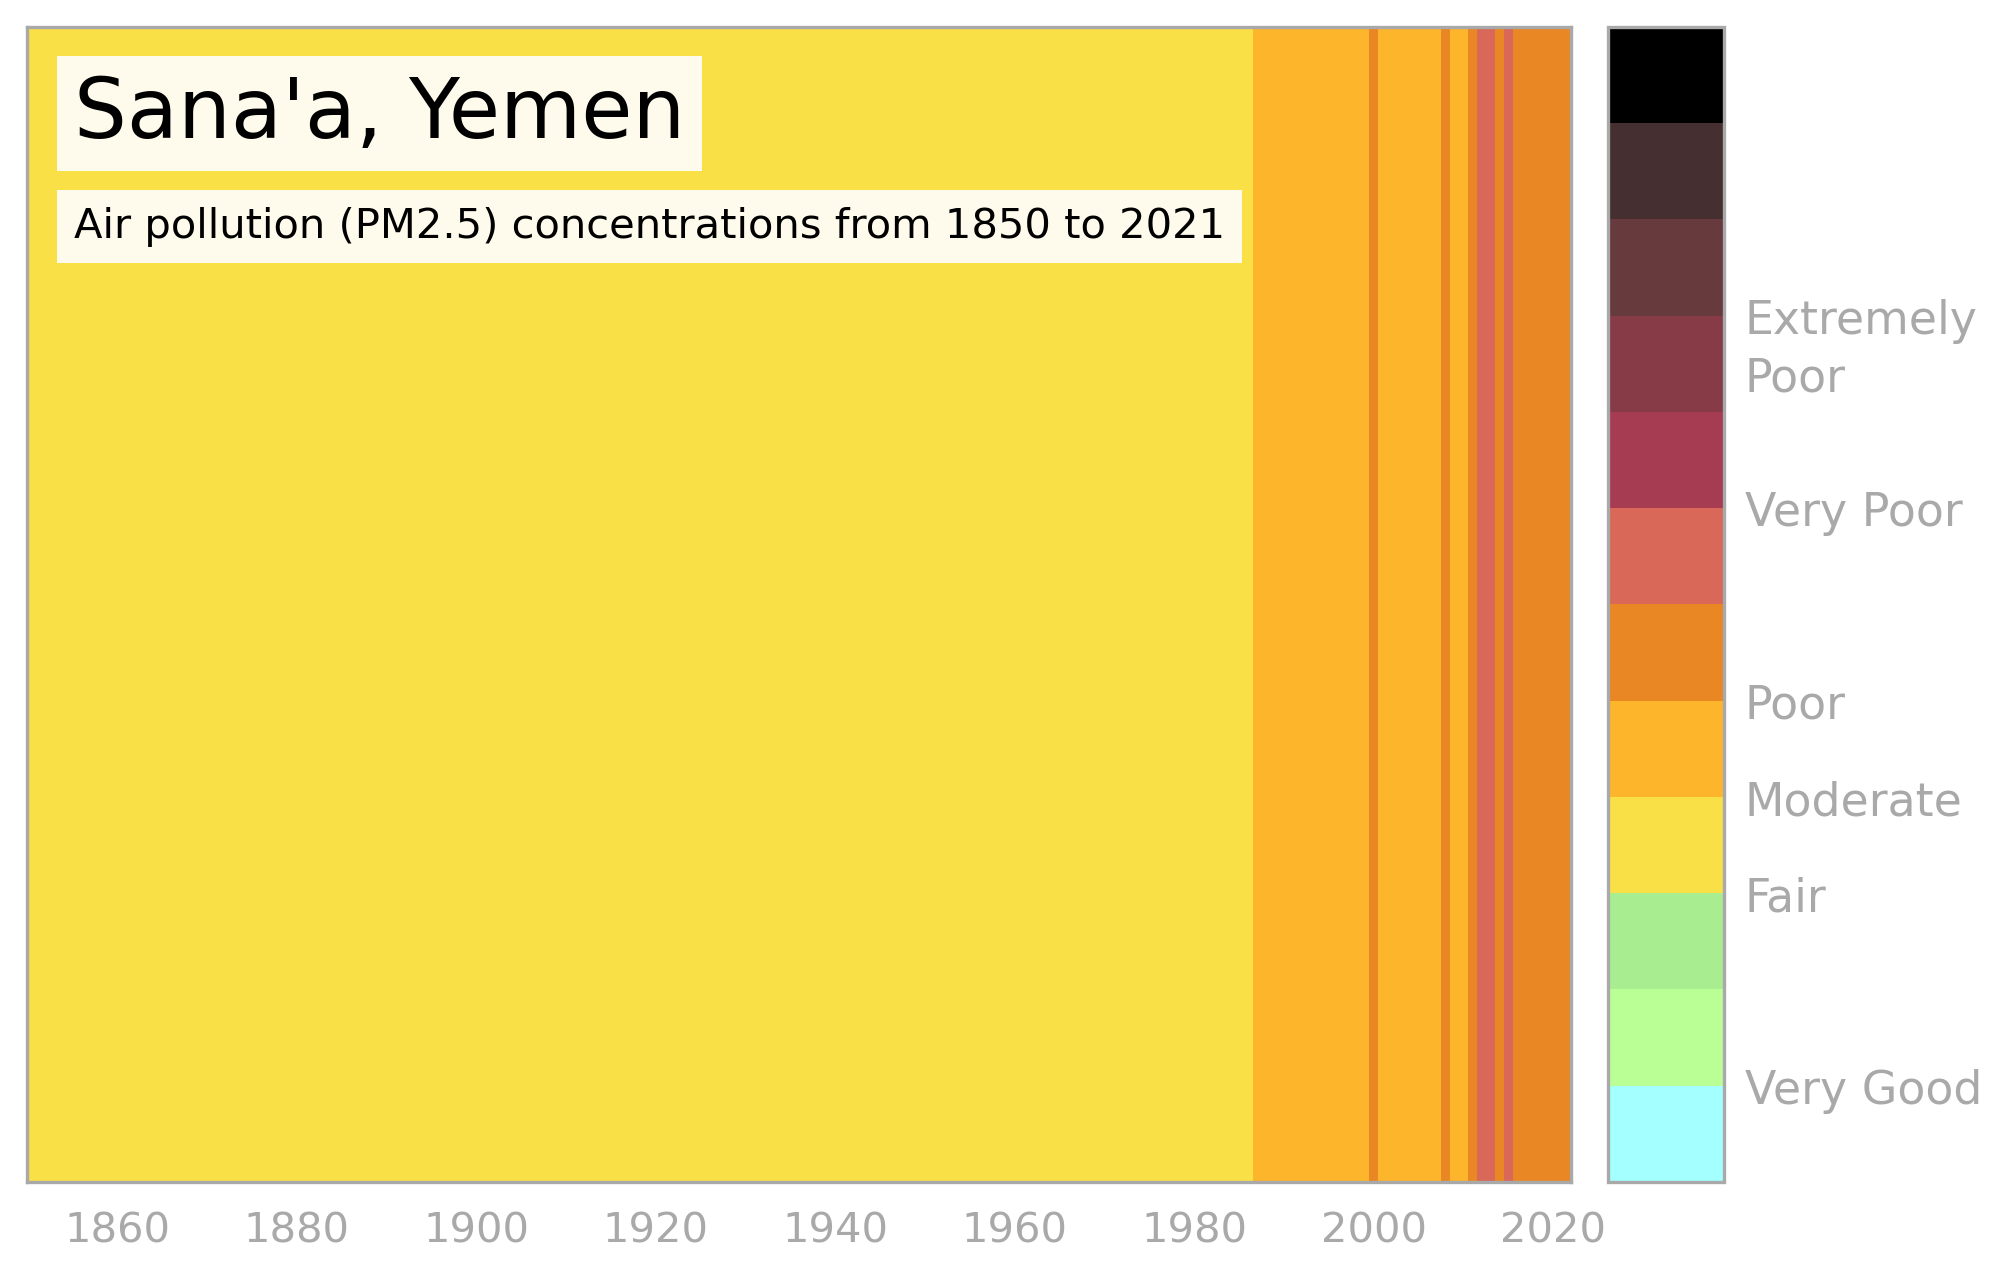 Sana'a, Yemen
Air pollution (PM2.5) concentrations from 1850 to 2021
Extremely
Poor
Very Poor
Poor
Moderate
Fair
Very Good
1860 1880 1900 1920 1940 1960 1980 2000 2020